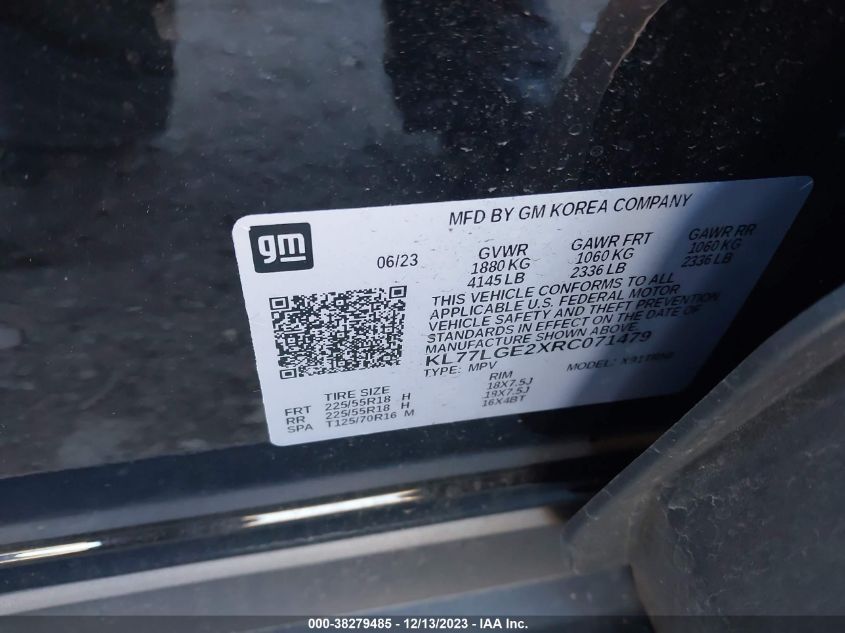 MFD BY GM KOREA COMPANY
gm
06/23
GVWR GAWR FRT GAWR RR
1880 KG 1060 KG 1060 KG
4145 LB 2336 LB 2336 LB
THIS VEHICLE CONFORMS TO ALL
APPLICABLE U.S. FEDERAL MOTOR
VEHICLE SAFETY AND THEFT PREVENTION
STANDARDS IN EFFECT ON THE DATE OF
MANUFACTURE SHOWN ABOVE.
KL77LGE2XRC071479
TYPE: MPV MODEL:
TIRE SIZE RIM
FRT 225/55R18 H 18X7.5J
RR 225/55R18 H 18X7.5J
SPA T125/70R16 M 16X4BT
000-38279485 - 12/13/2023 - IAA Inc.